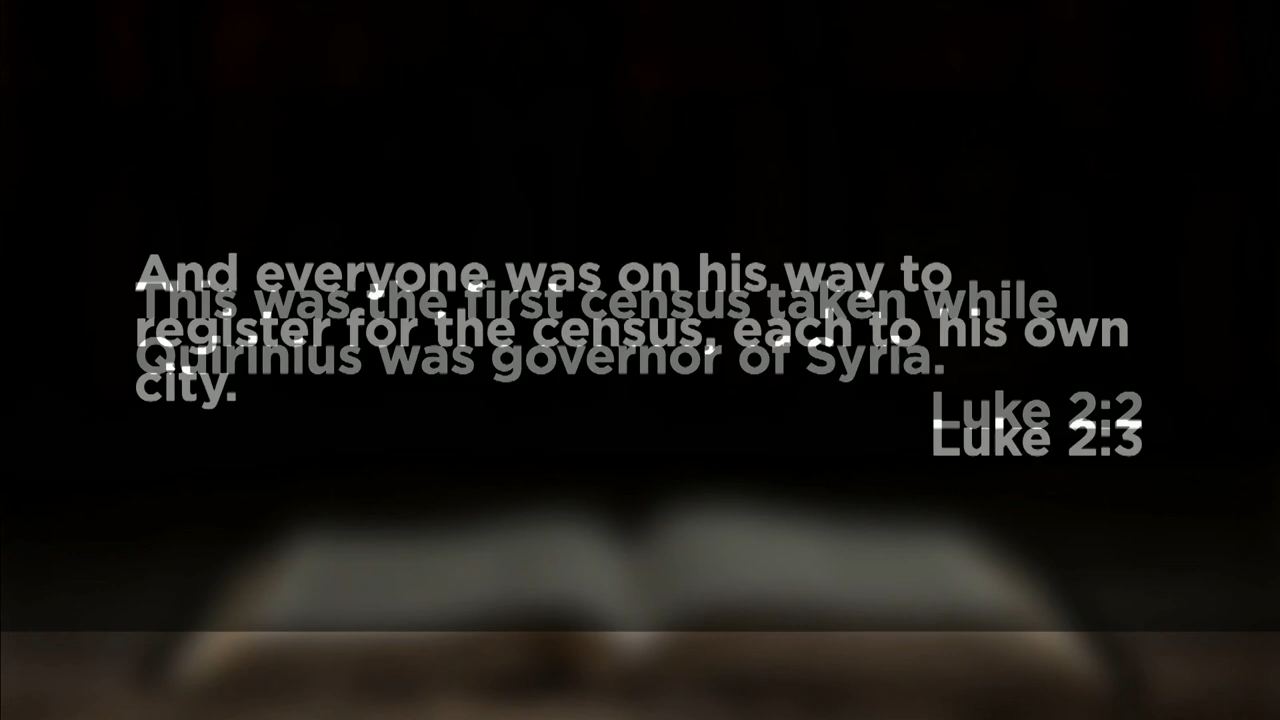 This was the first census taken while
Quirinius was governor of Syria.
Luke 2:2
And everyone was on his way to
register for the census, each to his own
city.
Luke 2:3